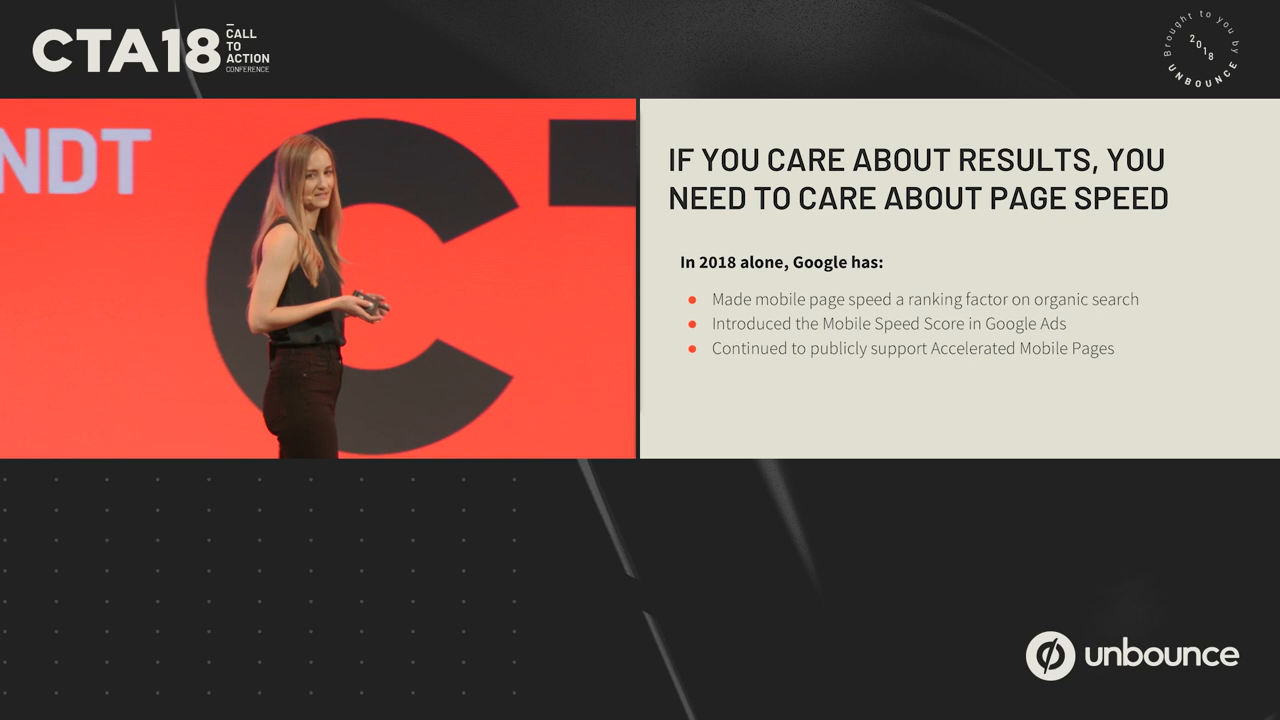 CTA18
CALL
TO
ACTION
CONFERENCE
Brought to you by
2018
UNBOUNCE
NDT
CT
IF YOU CARE ABOUT RESULTS, YOU
NEED TO CARE ABOUT PAGE SPEED
In 2018 alone, Google has:
● Made mobile page speed a ranking factor on organic search
● Introduced the Mobile Speed Score in Google Ads
● Continued to publicly support Accelerated Mobile Pages
unbounce